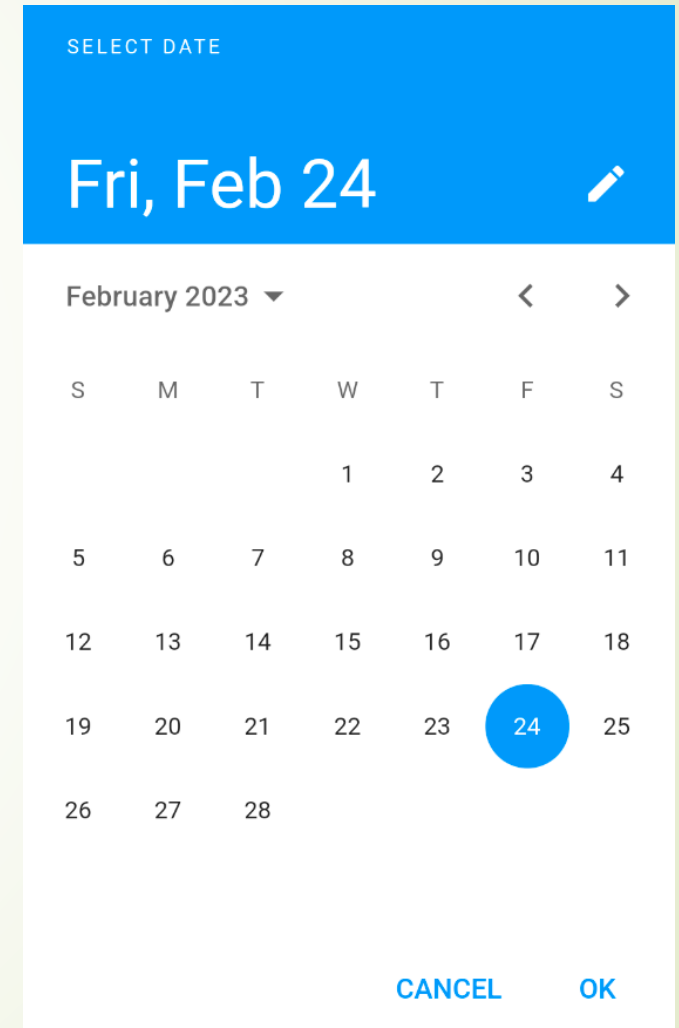 SELECT DATE
Fri, Feb 24
February 2023
S M T W T F S
1 2 3 4
5 6 7 8 9 10 11
12 13 14 15 16 17 18
19 20 21 22 23 24 25
26 27 28
CANCEL OK